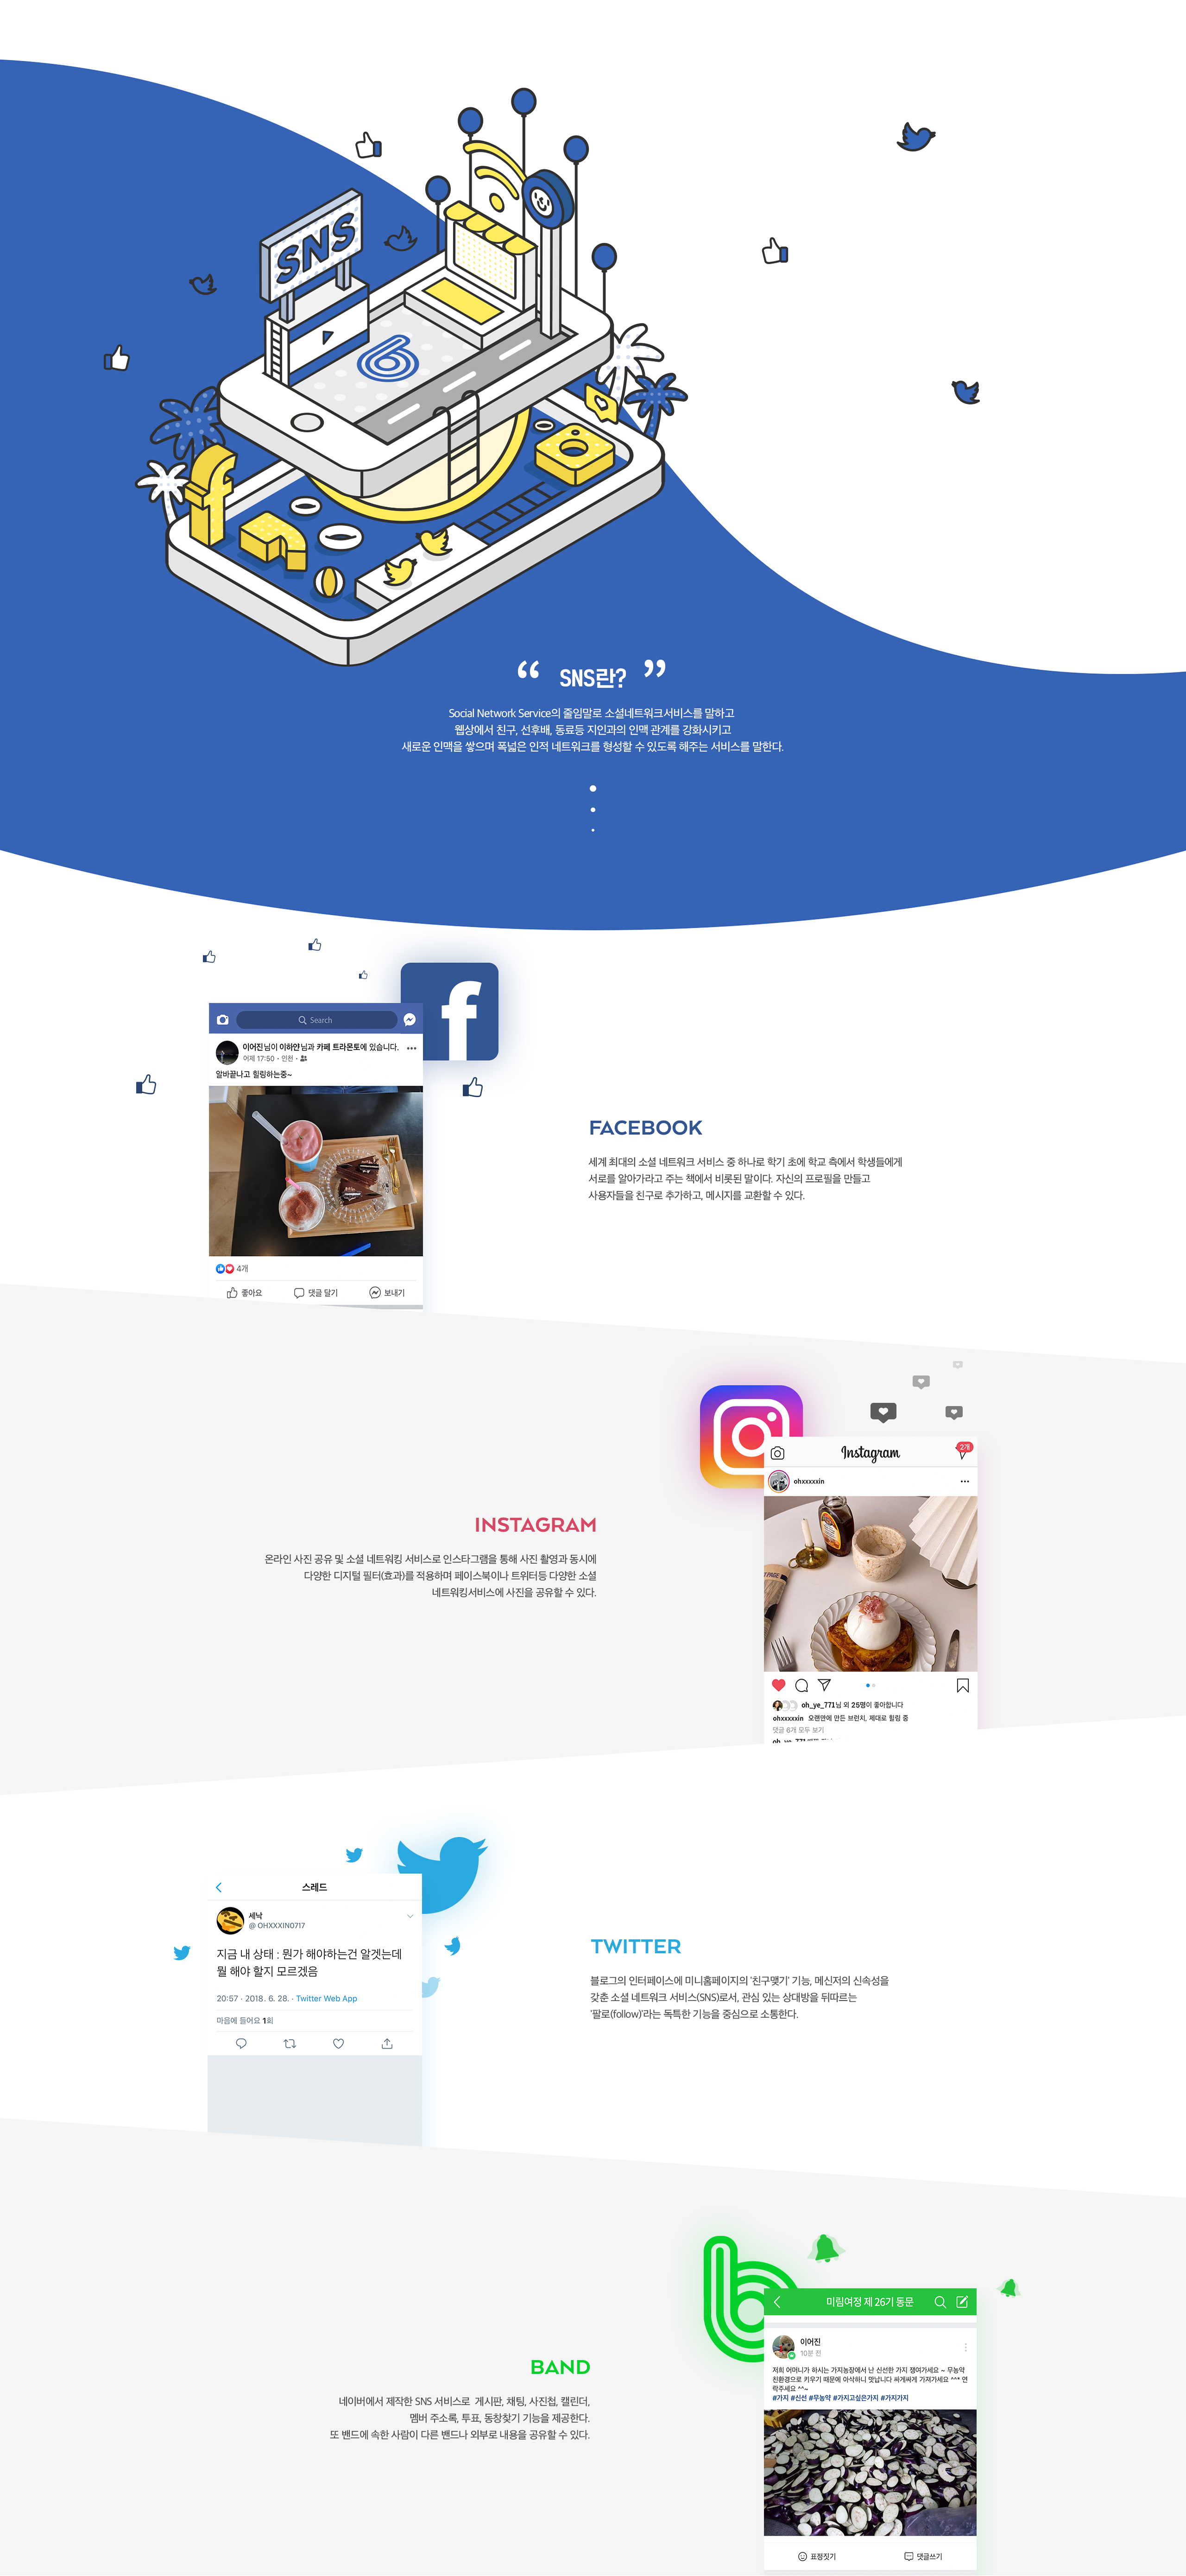 SNS
“ SNS란? ”
Social Network Service의 줄임말로 소셜네트워크서비스를 말하고
웹상에서 친구, 선후배, 동료등 지인과의 인맥 관계를 강화시키고
새로운 인맥을 쌓으며 폭넓은 인적 네트워크를 형성할 수 있도록 해주는 서비스를 말한다.
Search
이어진님이 이하얀님과 카페 트라몬토에 있습니다.
어제 17:50 · 인천 ·
알바끝나고 힐링하는중~
4개
좋아요 댓글 달기 보내기
FACEBOOK
세계 최대의 소셜 네트워크 서비스 중 하나로 학기 초에 학교 측에서 학생들에게
서로를 알아가라고 주는 책에서 비롯된 말이다. 자신의 프로필을 만들고
사용자들을 친구로 추가하고, 메시지를 교환할 수 있다.
INSTAGRAM
온라인 사진 공유 및 소셜 네트워킹 서비스로 인스타그램을 통해 사진 촬영과 동시에
다양한 디지털 필터(효과)를 적용하며 페이스북이나 트위터등 다양한 소셜
네트워킹서비스에 사진을 공유할 수 있다.
Instagram
2개
ohxxxxxin
oh_ye_771님 외 25명이 좋아합니다
ohxxxxxin 오랜만에 만든 브런치, 제대로 힐링 중
댓글 6개 모두 보기
스레드
세낙
@ OHXXXIN0717
지금 내 상태 : 뭔가 해야하는건 알겟는데
뭘 해야 할지 모르겠음
20:57 · 2018. 6. 28. · Twitter Web App
마음에 들어요 1회
TWITTER
블로그의 인터페이스에 미니홈페이지의 '친구맺기' 기능, 메신저의 신속성을
갖춘 소셜 네트워크 서비스(SNS)로서, 관심 있는 상대방을 뒤따르는
'팔로(follow)'라는 독특한 기능을 중심으로 소통한다.
BAND
네이버에서 제작한 SNS 서비스로 게시판, 채팅, 사진첩, 캘린더,
멤버 주소록, 투표, 동창찾기 기능을 제공한다.
또 밴드에 속한 사람이 다른 밴드나 외부로 내용을 공유할 수 있다.
미림여정 제 26기 동문
이어진
10분 전
저희 어머니가 하시는 가지농장에서 난 신선한 가지 쟁여가세요 ~ 무농약
친환경으로 키우기 때문에 아삭하니 맛납니다 싸게싸게 가져가세요 ^^* 연
락주세요 ^^~
#가지 #신선 #무농약 #가지고싶은가지 #가지가지
표정짓기 댓글쓰기